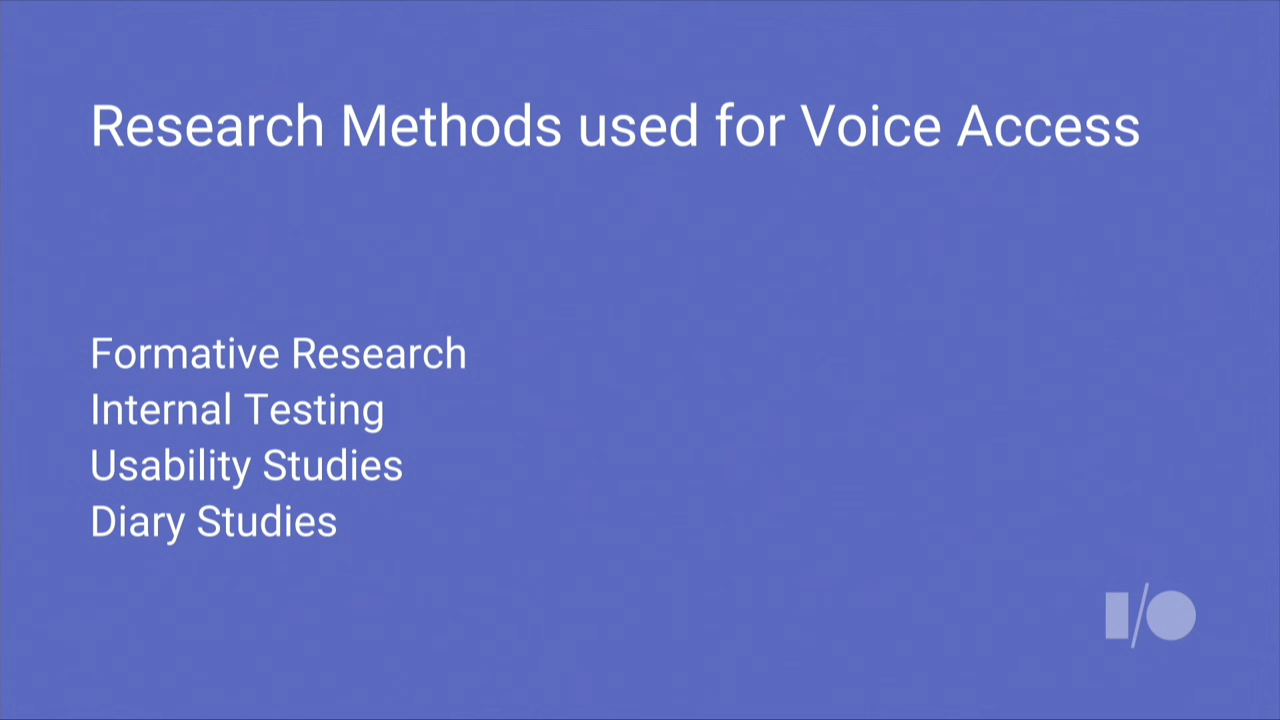 Research Methods used for Voice Access
Formative Research
Internal Testing
Usability Studies
Diary Studies
I/O